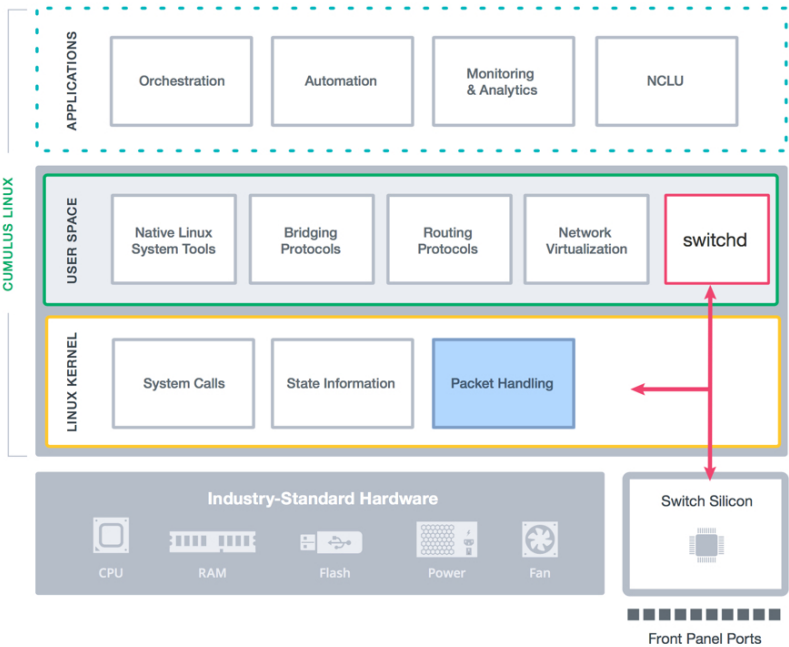 CUMULUS LINUX
APPLICATIONS
Orchestration
Automation
Monitoring
& Analytics
NCLU
USER SPACE
Native Linux
System Tools
Bridging
Protocols
Routing
Protocols
Network
Virtualization
switchd
LINUX KERNEL
System Calls
State Information
Packet Handling
Industry-Standard Hardware
CPU
RAM
Flash
Power
Fan
Switch Silicon
Front Panel Ports